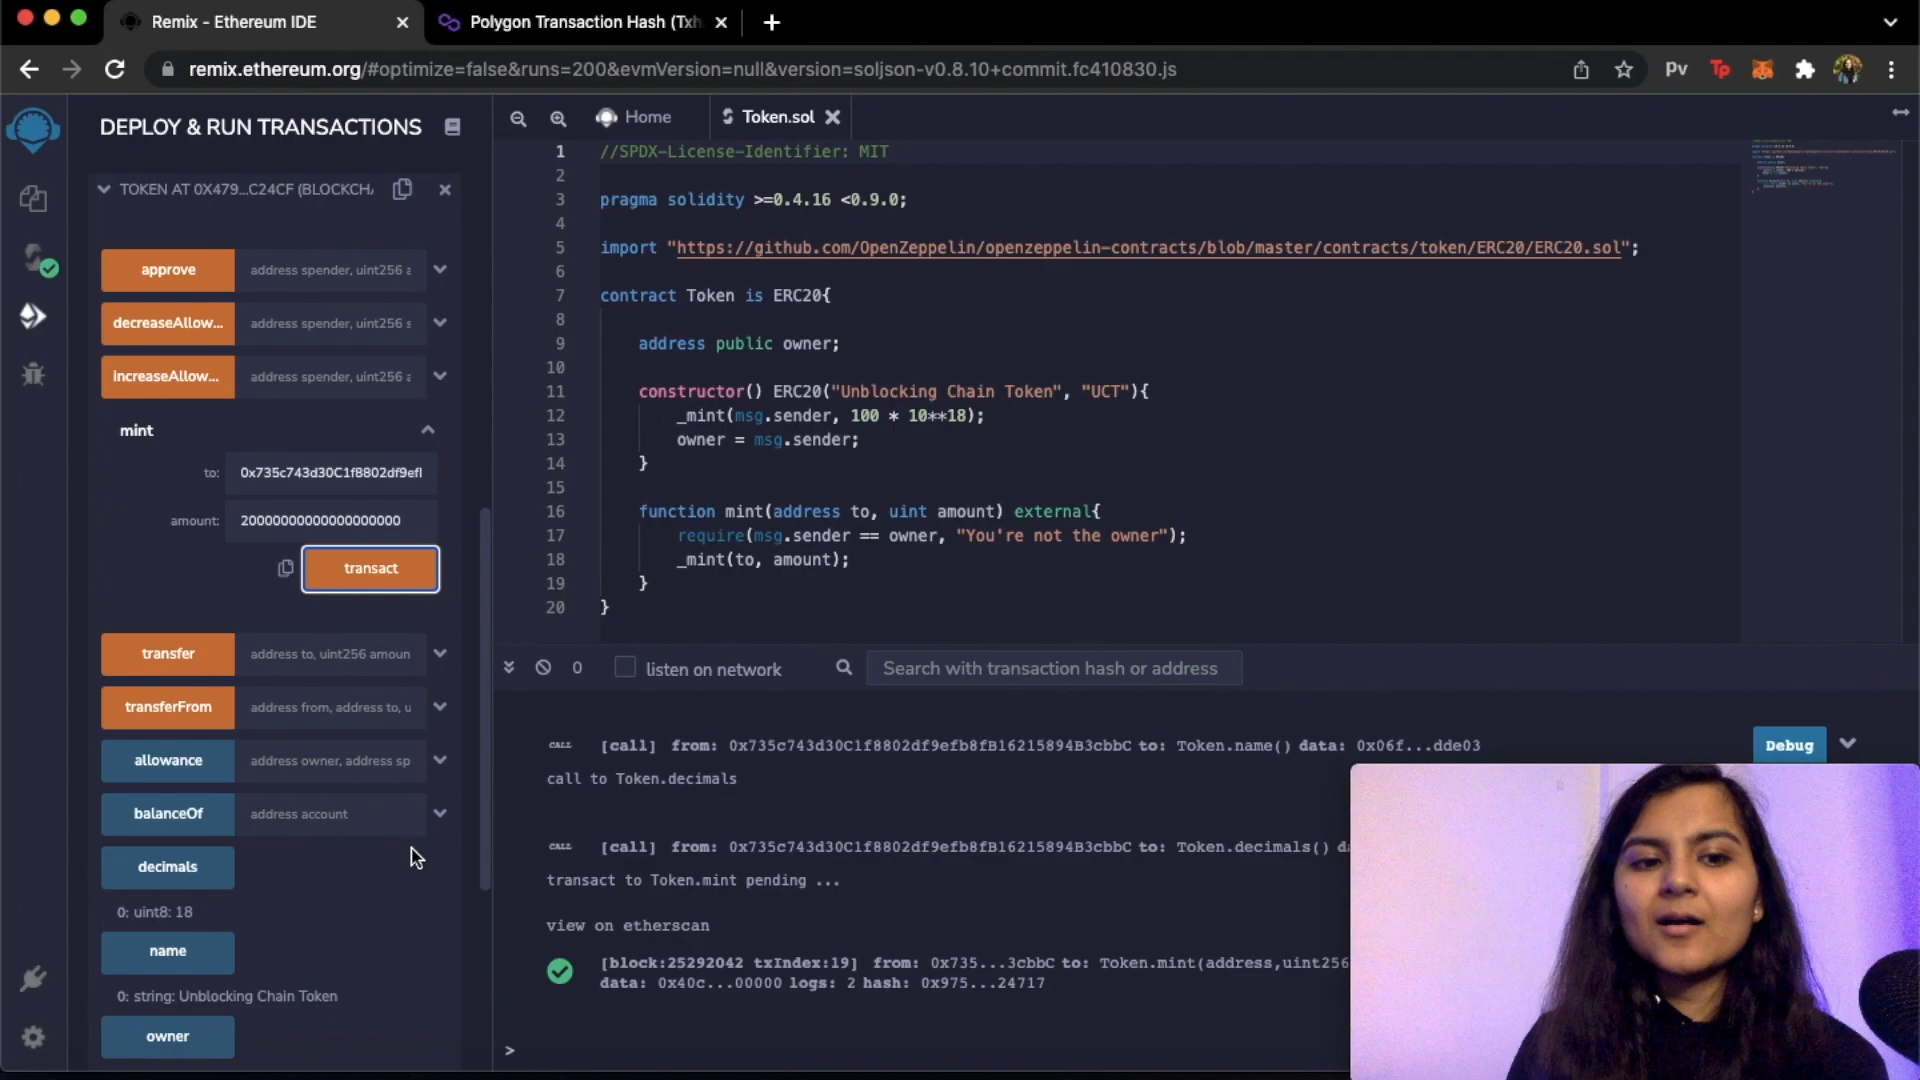 Remix - Ethereum IDE
Polygon Transaction Hash (Txh
remix.ethereum.org/#optimize=false&runs=200&evmVersion=null&version=soljson-v0.8.10+commit.fc410830.js
PV
Tp
DEPLOY & RUN TRANSACTIONS
TOKEN AT 0X479...C24CF (BLOCKCHA
approve address spender, uint256 a
decreaseAllow... address spender, uint256 s
increaseAllow... address spender, uint256 a
mint
to: 0x735c743d30C1f8802df9efl
amount: 20000000000000000000
transact
transfer address to, uint256 amoun
transferFrom address from, address to, u
allowance address owner, address sp
balanceOf address account
decimals
0: uint8: 18
name
0: string: Unblocking Chain Token
owner
Home
Token.sol
1 //SPDX-License-Identifier: MIT
2
3 pragma solidity >=0.4.16 <0.9.0;
4
5 import "https://github.com/OpenZeppelin/openzeppelin-contracts/blob/master/contracts/token/ERC20/ERC20.sol";
6
7 contract Token is ERC20{
8
9 address public owner;
10
11 constructor() ERC20("Unblocking Chain Token", "UCT"){
12 _mint(msg.sender, 100 * 10**18);
13 owner = msg.sender;
14 }
15
16 function mint(address to, uint amount) external{
17 require(msg.sender == owner, "You're not the owner");
18 _mint(to, amount);
19 }
20 }
0 listen on network Search with transaction hash or address
CALL [call] from: 0x735c743d30C1f8802df9efb8fB16215894B3cbbC to: Token.name() data: 0x06f...dde03
Debug
call to Token.decimals
CALL [call] from: 0x735c743d30C1f8802df9efb8fB16215894B3cbbC to: Token.decimals() da
transact to Token.mint pending ...
view on etherscan
[block:25292042 txIndex:19] from: 0x735...3cbbC to: Token.mint(address,uint256
data: 0x40c...00000 logs: 2 hash: 0x975...24717
>